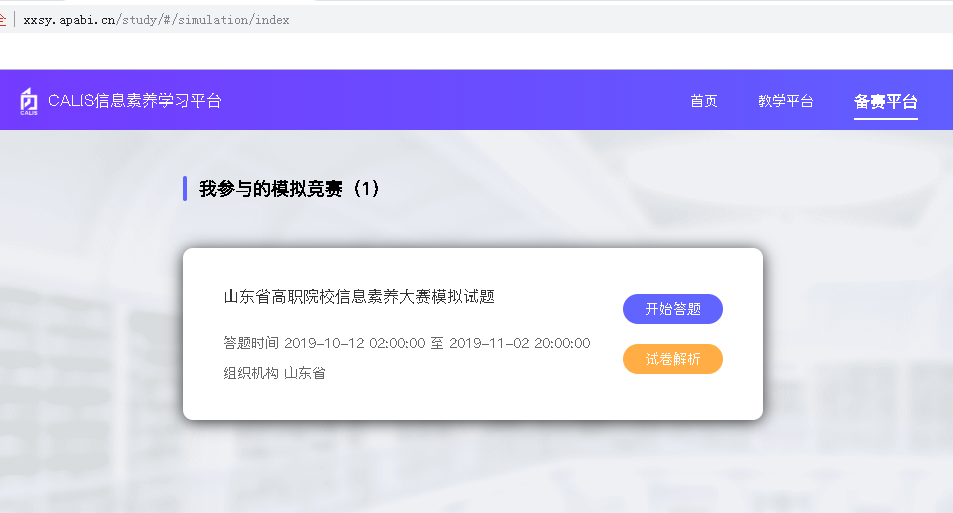 xxsy.apabi.cn/study/#/simulation/index
CALIS
CALIS信息素养学习平台
首页
教学平台
备赛平台
我参与的模拟竞赛（1）
山东省高职院校信息素养大赛模拟试题
开始答题
答题时间 2019-10-12 02:00:00 至 2019-11-02 20:00:00
试卷解析
组织机构 山东省